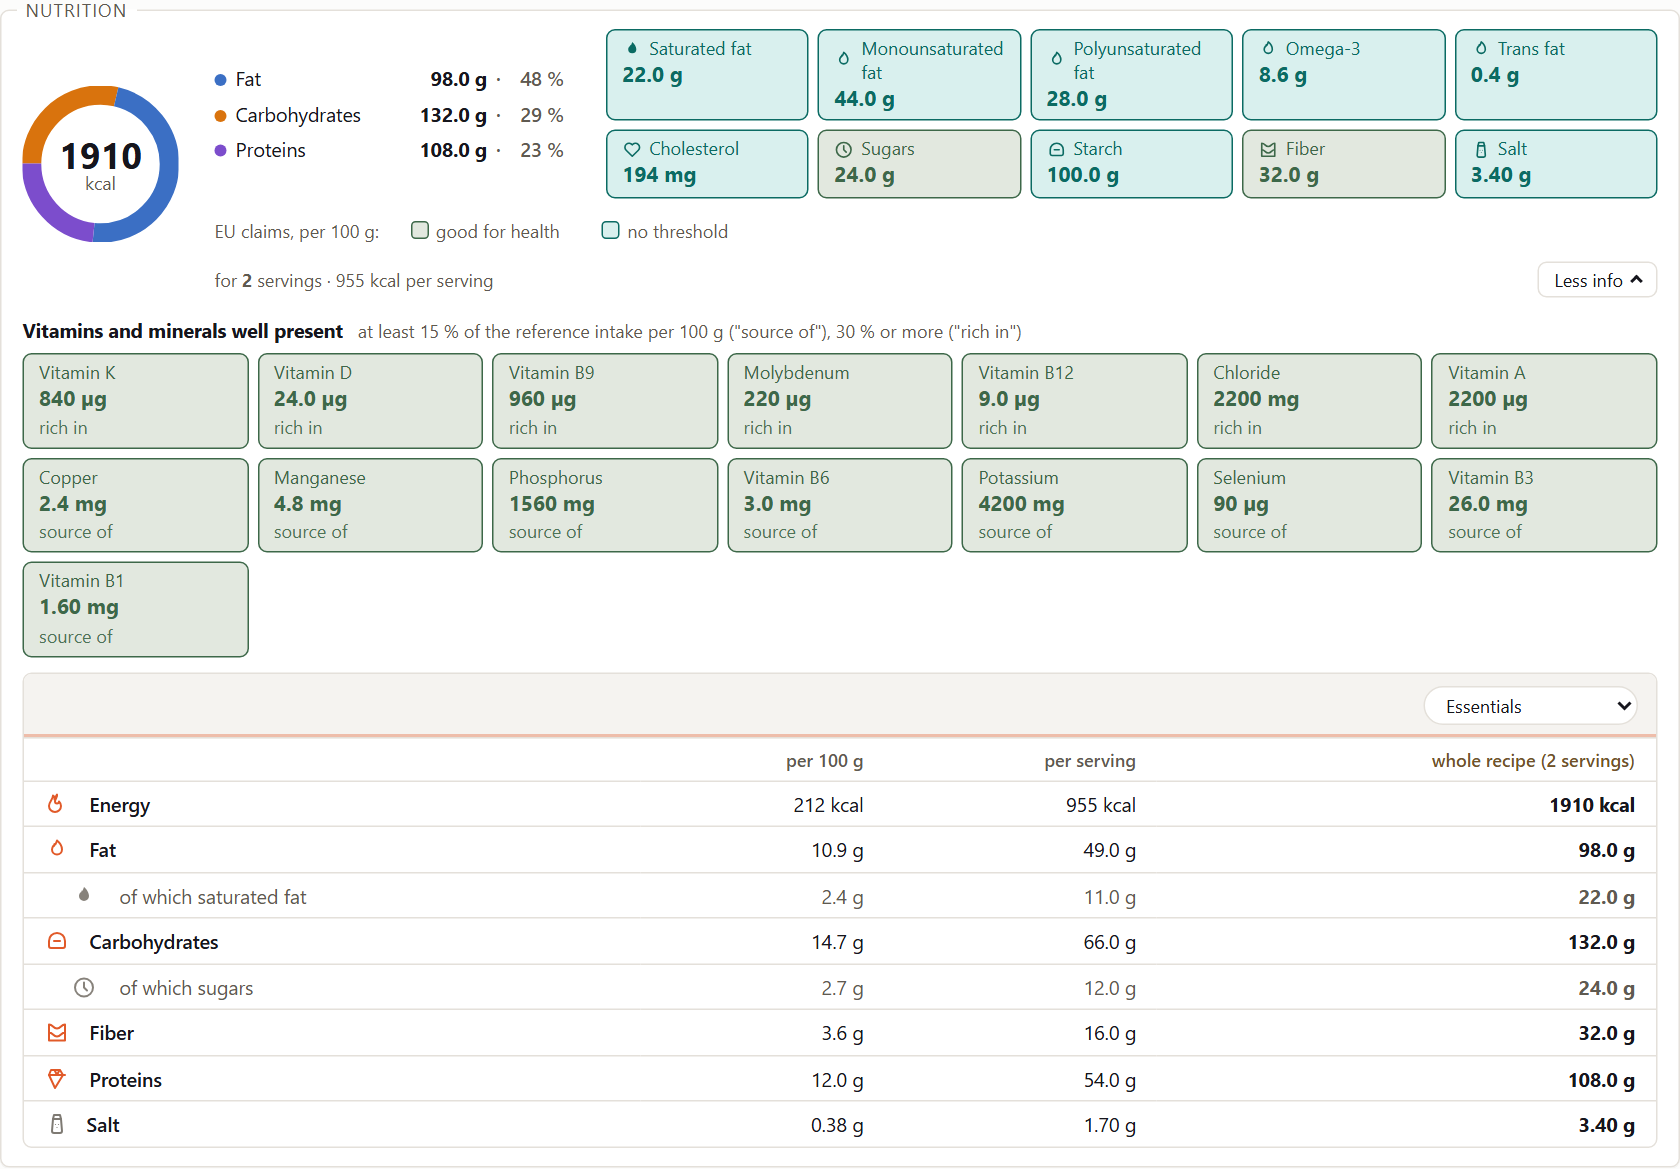 NUTRITION
1910
kcal
Fat 98.0 g · 48 %
Carbohydrates 132.0 g · 29 %
Proteins 108.0 g · 23 %
Saturated fat
22.0 g
Monounsaturated
fat
44.0 g
Polyunsaturated
fat
28.0 g
Omega-3
8.6 g
Trans fat
0.4 g
Cholesterol
194 mg
Sugars
24.0 g
Starch
100.0 g
Fiber
32.0 g
Salt
3.40 g
EU claims, per 100 g: good for health no threshold
for 2 servings · 955 kcal per serving
Less info
Vitamins and minerals well present at least 15 % of the reference intake per 100 g ("source of"), 30 % or more ("rich in")
Vitamin K
840 µg
rich in
Vitamin D
24.0 µg
rich in
Vitamin B9
960 µg
rich in
Molybdenum
220 µg
rich in
Vitamin B12
9.0 µg
rich in
Chloride
2200 mg
rich in
Vitamin A
2200 µg
rich in
Copper
2.4 mg
source of
Manganese
4.8 mg
source of
Phosphorus
1560 mg
source of
Vitamin B6
3.0 mg
source of
Potassium
4200 mg
source of
Selenium
90 µg
source of
Vitamin B3
26.0 mg
source of
Vitamin B1
1.60 mg
source of
Essentials
per 100 g per serving whole recipe (2 servings)
Energy 212 kcal 955 kcal 1910 kcal
Fat 10.9 g 49.0 g 98.0 g
of which saturated fat 2.4 g 11.0 g 22.0 g
Carbohydrates 14.7 g 66.0 g 132.0 g
of which sugars 2.7 g 12.0 g 24.0 g
Fiber 3.6 g 16.0 g 32.0 g
Proteins 12.0 g 54.0 g 108.0 g
Salt 0.38 g 1.70 g 3.40 g